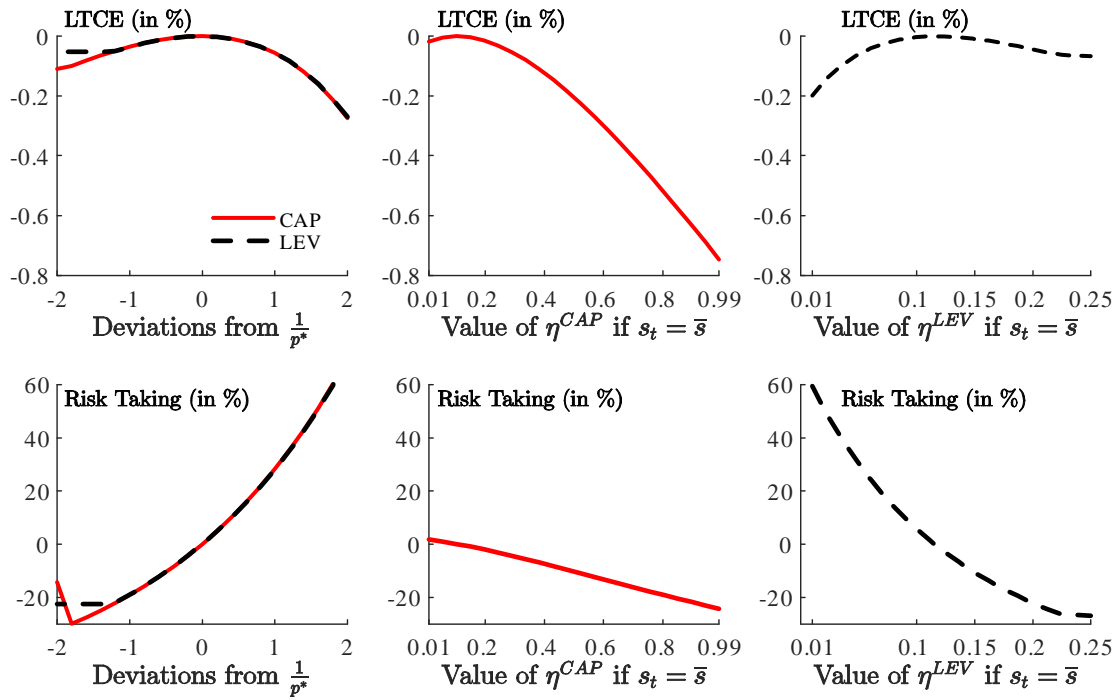 LTCE (in %)
0
-0.2
-0.4
-0.6
-0.8
CAP
LEV
-2 -1 0 1 2
Deviations from 1/p*
LTCE (in %)
0
-0.2
-0.4
-0.6
-0.8
0.01 0.2 0.4 0.6 0.8 0.99
Value of η^CAP if s_t = s̅
LTCE (in %)
0
-0.2
-0.4
-0.6
-0.8
0.01 0.1 0.15 0.2 0.25
Value of η^LEV if s_t = s̅
Risk Taking (in %)
60
40
20
0
-20
-2 -1 0 1 2
Deviations from 1/p*
Risk Taking (in %)
60
40
20
0
-20
0.01 0.2 0.4 0.6 0.8 0.99
Value of η^CAP if s_t = s̅
Risk Taking (in %)
60
40
20
0
-20
0.01 0.1 0.15 0.2 0.25
Value of η^LEV if s_t = s̅